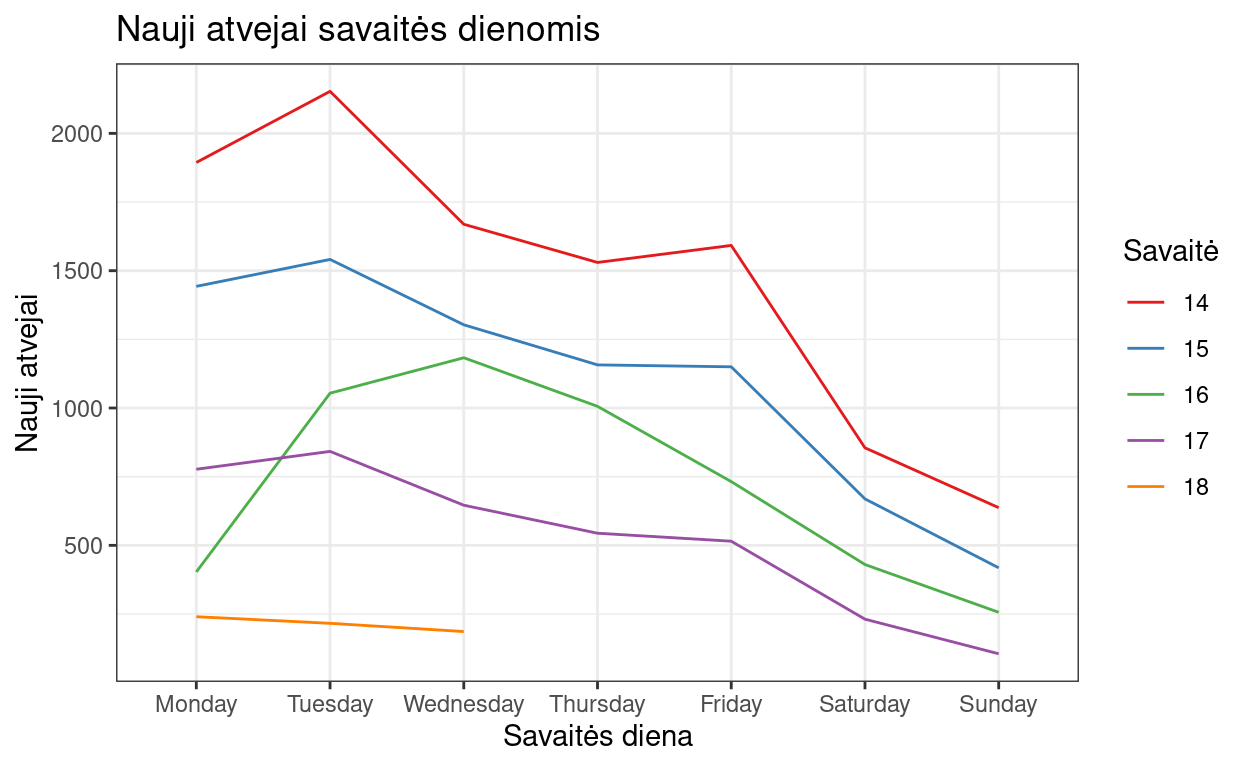 Nauji atvejai savaitės dienomis
Nauji atvejai
2000
1500
1000
500
Monday Tuesday Wednesday Thursday Friday Saturday Sunday
Savaitės diena
Savaitė
14
15
16
17
18